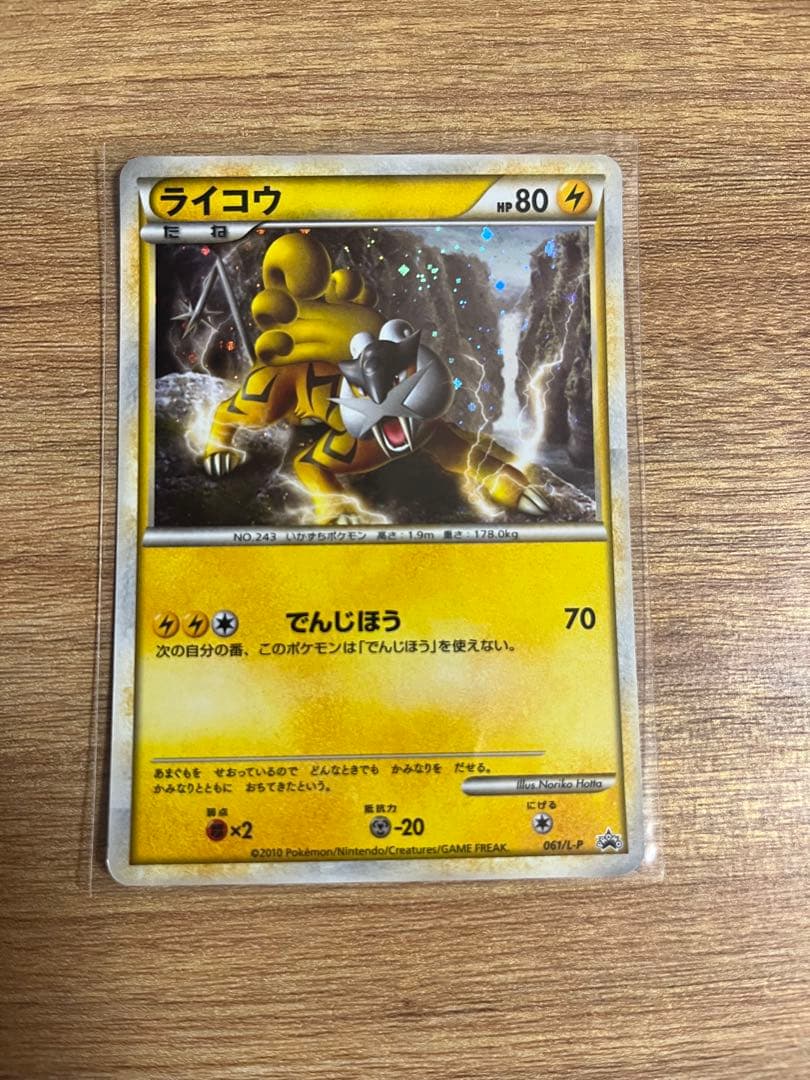 ライコウ
HP80
たね
NO.243 いかずちポケモン 高さ:1.9m 重さ:178.0kg
でんじほう 70
次の自分の番、このポケモンは「でんじほう」を使えない。
あまぐもを せおっているので どんなときでも かみなりを だせる。
かみなりとともに おちてきたという。
Illus. Noriko Hotta
弱点 抵抗力 にげる
×2 -20
©2010 Pokémon/Nintendo/Creatures/GAME FREAK.
061/L-P